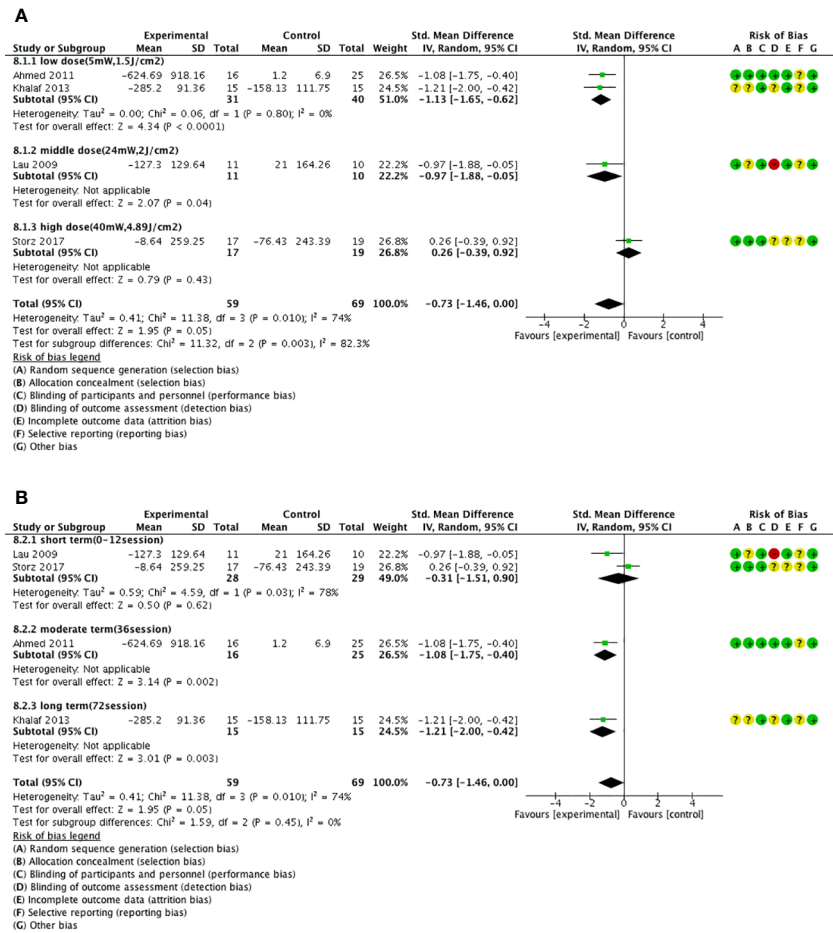 A
Experimental Control Std. Mean Difference Std. Mean Difference Risk of Bias
Study or Subgroup Mean SD Total Mean SD Total Weight IV, Random, 95% CI IV, Random, 95% CI A B C D E F G
8.1.1 low dose(5mW,1.5J/cm2)
Ahmed 2011 -624.69 918.16 16 1.2 6.9 25 26.5% -1.08 [-1.75, -0.40] + + + + + ? +
Khalaf 2013 -285.2 91.36 15 -158.13 111.75 15 24.5% -1.21 [-2.00, -0.42] ? ? + + + ? +
Subtotal (95% CI) 31 40 51.0% -1.13 [-1.65, -0.62]
Heterogeneity: Tau² = 0.00; Chi² = 0.06, df = 1 (P = 0.80); I² = 0%
Test for overall effect: Z = 4.34 (P < 0.0001)
8.1.2 middle dose(24mW,2J/cm2)
Lau 2009 -127.3 129.64 11 21 164.26 10 22.2% -0.97 [-1.88, -0.05] + ? + - + ? +
Subtotal (95% CI) 11 10 22.2% -0.97 [-1.88, -0.05]
Heterogeneity: Not applicable
Test for overall effect: Z = 2.07 (P = 0.04)
8.1.3 high dose(40mW,4.89J/cm2)
Storz 2017 -8.64 259.25 17 -76.43 243.39 19 26.8% 0.26 [-0.39, 0.92] + + + ? ? ? +
Subtotal (95% CI) 17 19 26.8% 0.26 [-0.39, 0.92]
Heterogeneity: Not applicable
Test for overall effect: Z = 0.79 (P = 0.43)
Total (95% CI) 59 69 100.0% -0.73 [-1.46, 0.00]
Heterogeneity: Tau² = 0.41; Chi² = 11.38, df = 3 (P = 0.010); I² = 74%
Test for overall effect: Z = 1.95 (P = 0.05)
Test for subgroup differences: Chi² = 11.32, df = 2 (P = 0.003), I² = 82.3%
-4 -2 0 2 4
Favours [experimental] Favours [control]
Risk of bias legend
(A) Random sequence generation (selection bias)
(B) Allocation concealment (selection bias)
(C) Blinding of participants and personnel (performance bias)
(D) Blinding of outcome assessment (detection bias)
(E) Incomplete outcome data (attrition bias)
(F) Selective reporting (reporting bias)
(G) Other bias
B
Experimental Control Std. Mean Difference Std. Mean Difference Risk of Bias
Study or Subgroup Mean SD Total Mean SD Total Weight IV, Random, 95% CI IV, Random, 95% CI A B C D E F G
8.2.1 short term(0-12session)
Lau 2009 -127.3 129.64 11 21 164.26 10 22.2% -0.97 [-1.88, -0.05] + ? + - + ? +
Storz 2017 -8.64 259.25 17 -76.43 243.39 19 26.8% 0.26 [-0.39, 0.92] + + + ? ? ? +
Subtotal (95% CI) 28 29 49.0% -0.31 [-1.51, 0.90]
Heterogeneity: Tau² = 0.59; Chi² = 4.59, df = 1 (P = 0.03); I² = 78%
Test for overall effect: Z = 0.50 (P = 0.62)
8.2.2 moderate term(36session)
Ahmed 2011 -624.69 918.16 16 1.2 6.9 25 26.5% -1.08 [-1.75, -0.40] + + + + + ? +
Subtotal (95% CI) 16 25 26.5% -1.08 [-1.75, -0.40]
Heterogeneity: Not applicable
Test for overall effect: Z = 3.14 (P = 0.002)
8.2.3 long term(72session)
Khalaf 2013 -285.2 91.36 15 -158.13 111.75 15 24.5% -1.21 [-2.00, -0.42] ? ? + + + ? +
Subtotal (95% CI) 15 15 24.5% -1.21 [-2.00, -0.42]
Heterogeneity: Not applicable
Test for overall effect: Z = 3.01 (P = 0.003)
Total (95% CI) 59 69 100.0% -0.73 [-1.46, 0.00]
Heterogeneity: Tau² = 0.41; Chi² = 11.38, df = 3 (P = 0.010); I² = 74%
Test for overall effect: Z = 1.95 (P = 0.05)
Test for subgroup differences: Chi² = 1.59, df = 2 (P = 0.45), I² = 0%
-4 -2 0 2 4
Favours [experimental] Favours [control]
Risk of bias legend
(A) Random sequence generation (selection bias)
(B) Allocation concealment (selection bias)
(C) Blinding of participants and personnel (performance bias)
(D) Blinding of outcome assessment (detection bias)
(E) Incomplete outcome data (attrition bias)
(F) Selective reporting (reporting bias)
(G) Other bias